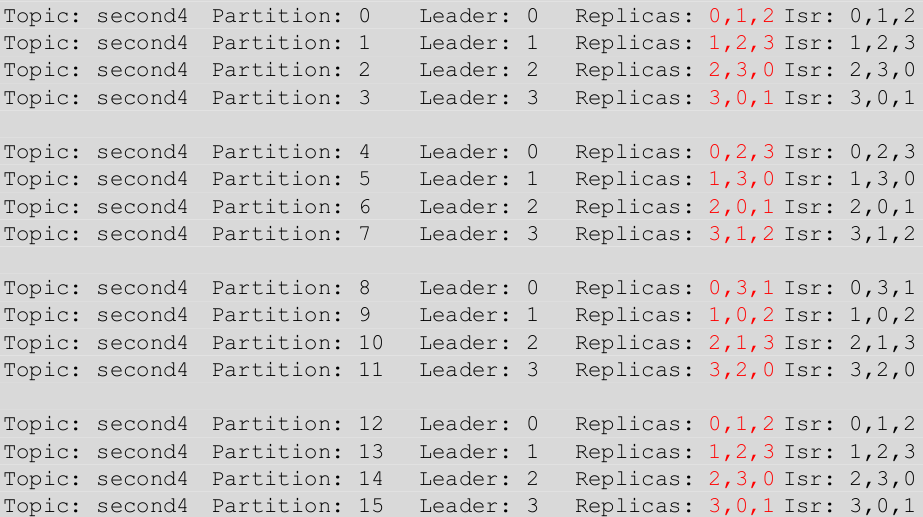 Topic: second4 Partition: 0 Leader: 0 Replicas: 0,1,2 Isr: 0,1,2
Topic: second4 Partition: 1 Leader: 1 Replicas: 1,2,3 Isr: 1,2,3
Topic: second4 Partition: 2 Leader: 2 Replicas: 2,3,0 Isr: 2,3,0
Topic: second4 Partition: 3 Leader: 3 Replicas: 3,0,1 Isr: 3,0,1
Topic: second4 Partition: 4 Leader: 0 Replicas: 0,2,3 Isr: 0,2,3
Topic: second4 Partition: 5 Leader: 1 Replicas: 1,3,0 Isr: 1,3,0
Topic: second4 Partition: 6 Leader: 2 Replicas: 2,0,1 Isr: 2,0,1
Topic: second4 Partition: 7 Leader: 3 Replicas: 3,1,2 Isr: 3,1,2
Topic: second4 Partition: 8 Leader: 0 Replicas: 0,3,1 Isr: 0,3,1
Topic: second4 Partition: 9 Leader: 1 Replicas: 1,0,2 Isr: 1,0,2
Topic: second4 Partition: 10 Leader: 2 Replicas: 2,1,3 Isr: 2,1,3
Topic: second4 Partition: 11 Leader: 3 Replicas: 3,2,0 Isr: 3,2,0
Topic: second4 Partition: 12 Leader: 0 Replicas: 0,1,2 Isr: 0,1,2
Topic: second4 Partition: 13 Leader: 1 Replicas: 1,2,3 Isr: 1,2,3
Topic: second4 Partition: 14 Leader: 2 Replicas: 2,3,0 Isr: 2,3,0
Topic: second4 Partition: 15 Leader: 3 Replicas: 3,0,1 Isr: 3,0,1